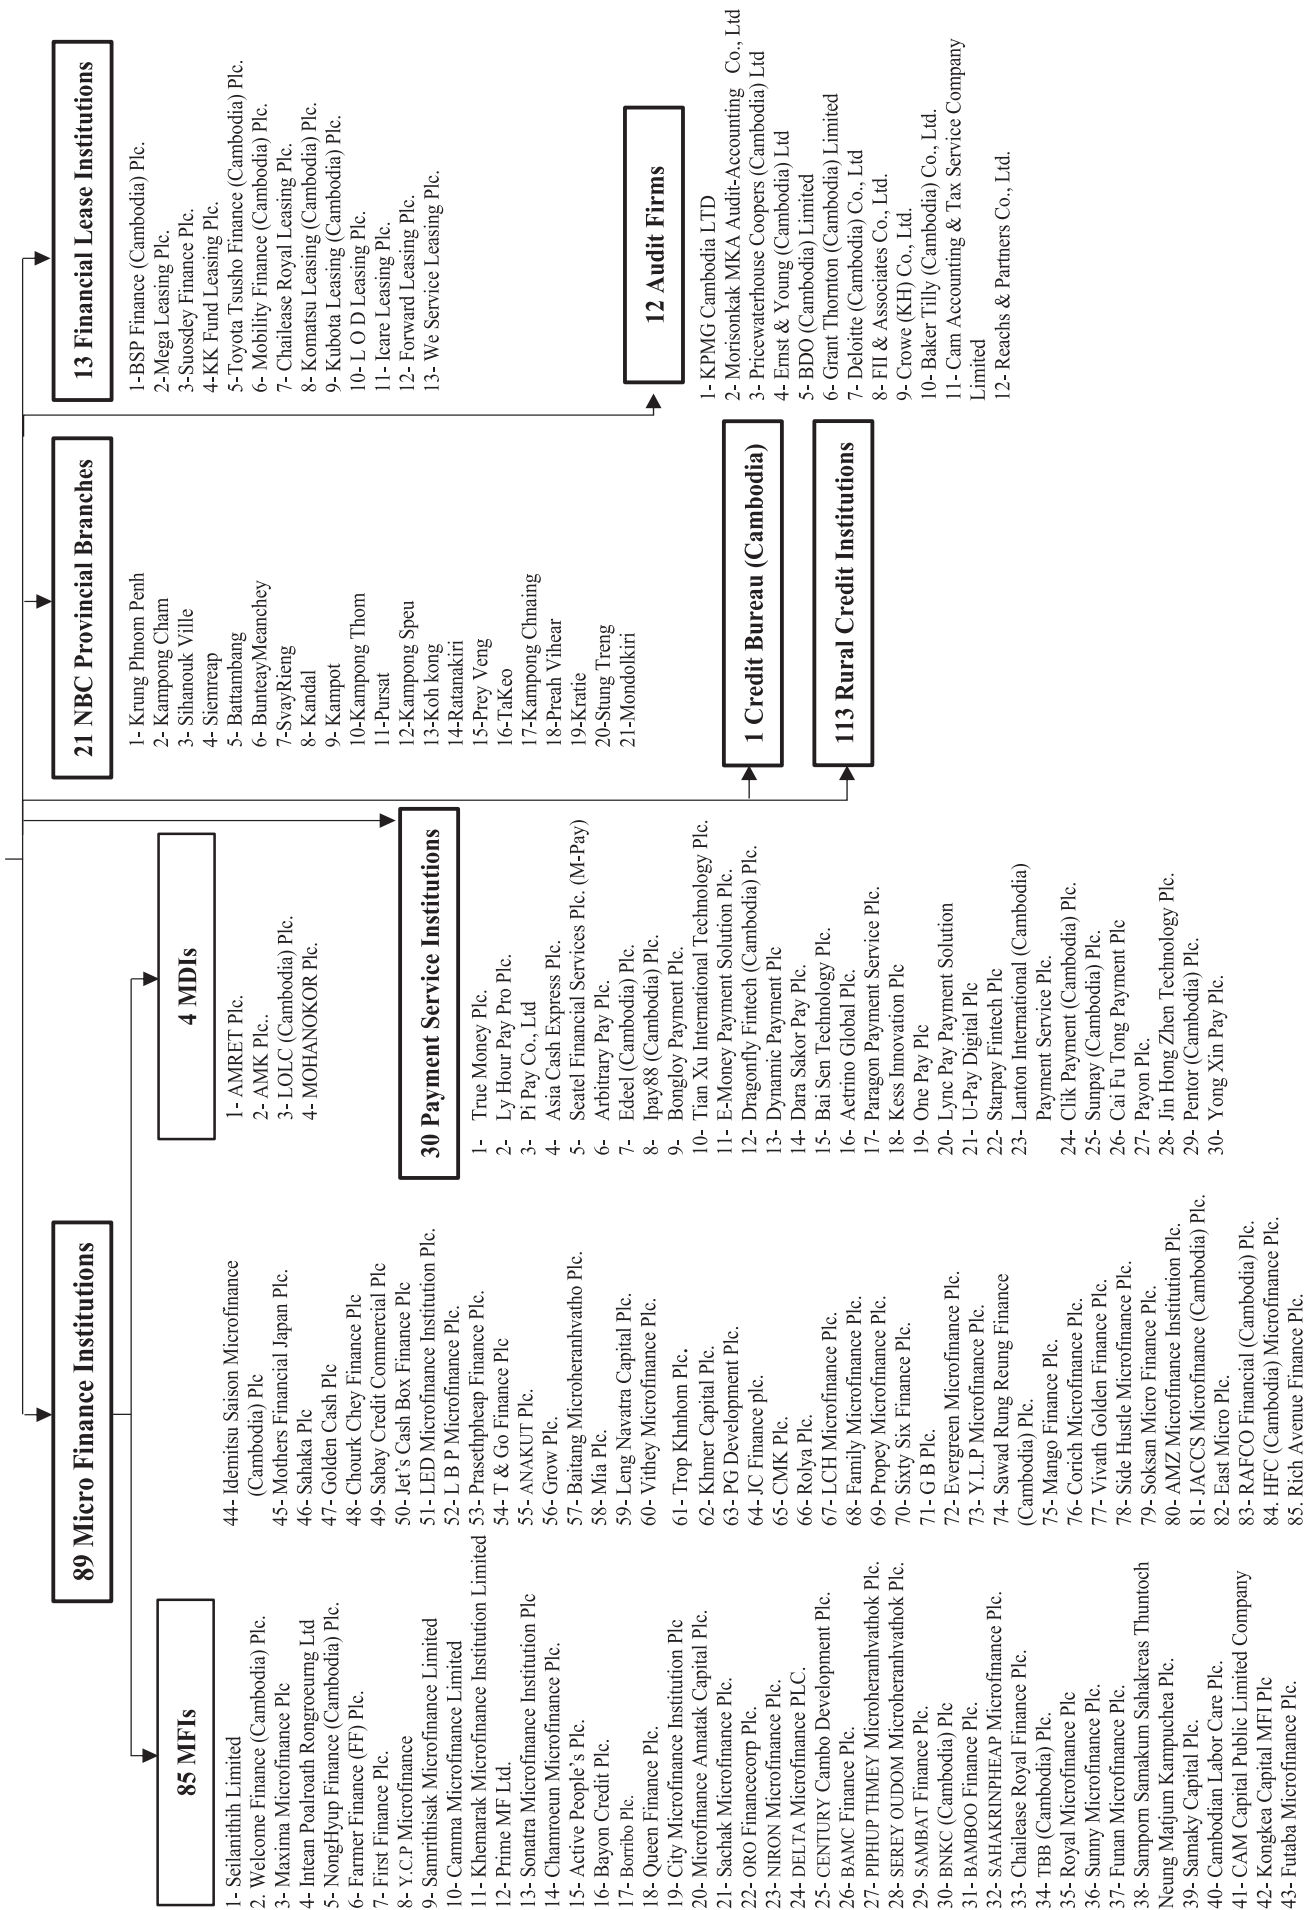 89 Micro Finance Institutions
85 MFIs
1- Seilanithih Limited
2. Welcome Finance (Cambodia) Plc.
3- Maxima Microfinance Plc
4- Intean Poalroath Rongroeurng Ltd
5- NongHyup Finance (Cambodia) Plc.
6- Farmer Finance (FF) Plc.
7- First Finance Plc.
8- Y.C.P Microfinance
9- Samrithisak Microfinance Limited
10- Camma Microfinance Limited
11- Khemarak Microfinance Institution Limited
12- Prime MF Ltd.
13- Sonatra Microfinance Institution Plc
14- Chamroeun Microfinance Plc.
15- Active People's Plc.
16- Bayon Credit Plc.
17- Borribo Plc.
18- Queen Finance Plc.
19- City Microfinance Institution Plc
20- Microfinance Amatak Capital Plc.
21- Sachak Microfinance Plc.
22- ORO Financecorp Plc.
23- NIRON Microfinance Plc.
24- DELTA Microfinance PLC.
25- CENTURY Cambo Development Plc.
26- BAMC Finance Plc.
27- PIPHUP THMEY Microheranhvathok Plc.
28- SEREY OUDOM Microheranhvathok Plc.
29- SAMBAT Finance Plc.
30- BNKC (Cambodia) Plc
31- BAMBOO Finance Plc.
32- SAHAKRINPHEAP Microfinance Plc.
33- Chailease Royal Finance Plc.
34- TBB (Cambodia) Plc.
35- Royal Microfinance Plc
36- Sunny Microfinance Plc.
37- Funan Microfinance Plc.
38- Samporn Samakum Sahakreas Thuntoch
Neung Matjum Kampuchea Plc.
39- Samaky Capital Plc.
40- Cambodian Labor Care Plc.
41- CAM Capital Public Limited Company
42- Kongkea Capital MFI Plc
43- Futaba Microfinance Plc.
44- Idemitsu Saison Microfinance
(Cambodia) Plc
45- Mothers Financial Japan Plc.
46- Sahaka Plc
47- Golden Cash Plc
48- Chourk Chey Finance Plc
49- Sabay Credit Commercial Plc
50- Jet's Cash Box Finance Plc
51- LED Microfinance Institution Plc.
52- L B P Microfinance Plc.
53- Prasethpheap Finance Plc.
54- T & Go Finance Plc
55- ANAKUT Plc.
56- Grow Plc.
57- Baitang Microheranhvatho Plc.
58- Mia Plc.
59- Leng Navatra Capital Plc.
60- Vithey Microfinance Plc.
61- Trop Khnhom Plc.
62- Khmer Capital Plc.
63- PG Development Plc.
64- JC Finance plc.
65- CMK Plc.
66- Rolya Plc.
67- LCH Microfinance Plc.
68- Family Microfinance Plc.
69- Propey Microfinance Plc.
70- Sixty Six Finance Plc.
71- G B Plc.
72- Evergreen Microfinance Plc.
73- Y.L.P Microfinance Plc.
74- Sawad Rung Reung Finance
(Cambodia) Plc.
75- Mango Finance Plc.
76- Corich Microfinance Plc.
77- Vivath Golden Finance Plc.
78- Side Hustle Microfinance Plc.
79- Soksan Micro Finance Plc.
80- AMZ Microfinance Institution Plc.
81- JACCS Microfinance (Cambodia) Plc.
82- East Micro Plc.
83- RAFCO Financial (Cambodia) Plc.
84. HFC (Cambodia) Microfinance Plc.
85. Rich Avenue Finance Plc.
4 MDIs
1- AMRET Plc.
2- AMK Plc..
3- LOLC (Cambodia) Plc.
4- MOHANOKOR Plc.
30 Payment Service Institutions
1- True Money Plc.
2- Ly Hour Pay Pro Plc.
3- Pi Pay Co., Ltd
4- Asia Cash Express Plc.
5- Seatel Financial Services Plc. (M-Pay)
6- Arbitrary Pay Plc.
7- Edeel (Cambodia) Plc.
8- Ipay88 (Cambodia) Plc.
9- Bongloy Payment Plc.
10- Tian Xu International Technology Plc.
11- E-Money Payment Solution Plc.
12- Dragonfly Fintech (Cambodia) Plc.
13- Dynamic Payment Plc
14- Dara Sakor Pay Plc.
15- Bai Sen Technology Plc.
16- Aetrino Global Plc.
17- Paragon Payment Service Plc.
18- Kess Innovation Plc
19- One Pay Plc
20- Lync Pay Payment Solution
21- U-Pay Digital Plc
22- Starpay Fintech Plc
23- Lanton International (Cambodia)
Payment Service Plc.
24- Clik Payment (Cambodia) Plc.
25- Sunpay (Cambodia) Plc.
26- Cai Fu Tong Payment Plc
27- Payon Plc.
28- Jin Hong Zhen Technology Plc.
29- Pentor (Cambodia) Plc.
30- Yong Xin Pay Plc.
21 NBC Provincial Branches
1- Krung Phnom Penh
2- Kampong Cham
3- Sihanouk Ville
4- Siemreap
5- Battambang
6- BunteayMeanchey
7-SvayRieng
8- Kandal
9- Kampot
10-Kampong Thom
11-Pursat
12-Kampong Speu
13-Koh kong
14-Ratanakiri
15-Prey Veng
16-TaKeo
17-Kampong Chnaing
18-Preah Vihear
19-Kratie
20-Stung Treng
21-Mondolkiri
1 Credit Bureau (Cambodia)
113 Rural Credit Institutions
13 Financial Lease Institutions
1-BSP Finance (Cambodia) Plc.
2-Mega Leasing Plc.
3-Suosdey Finance Plc.
4-KK Fund Leasing Plc.
5-Toyota Tsusho Finance (Cambodia) Plc.
6- Mobility Finance (Cambodia) Plc.
7- Chailease Royal Leasing Plc.
8- Komatsu Leasing (Cambodia) Plc.
9- Kubota Leasing (Cambodia) Plc.
10- L O D Leasing Plc.
11- Icare Leasing Plc.
12- Forward Leasing Plc.
13- We Service Leasing Plc.
12 Audit Firms
1- KPMG Cambodia LTD
2- Morisonkak MKA Audit-Accounting Co., Ltd
3- Pricewaterhouse Coopers (Cambodia) Ltd
4- Ernst & Young (Cambodia) Ltd
5- BDO (Cambodia) Limited
6- Grant Thornton (Cambodia) Limited
7- Deloitte (Cambodia) Co., Ltd
8- FII & Associates Co., Ltd.
9- Crowe (KH) Co., Ltd.
10- Baker Tilly (Cambodia) Co., Ltd.
11- Cam Accounting & Tax Service Company
Limited
12- Reachs & Partners Co., Ltd.